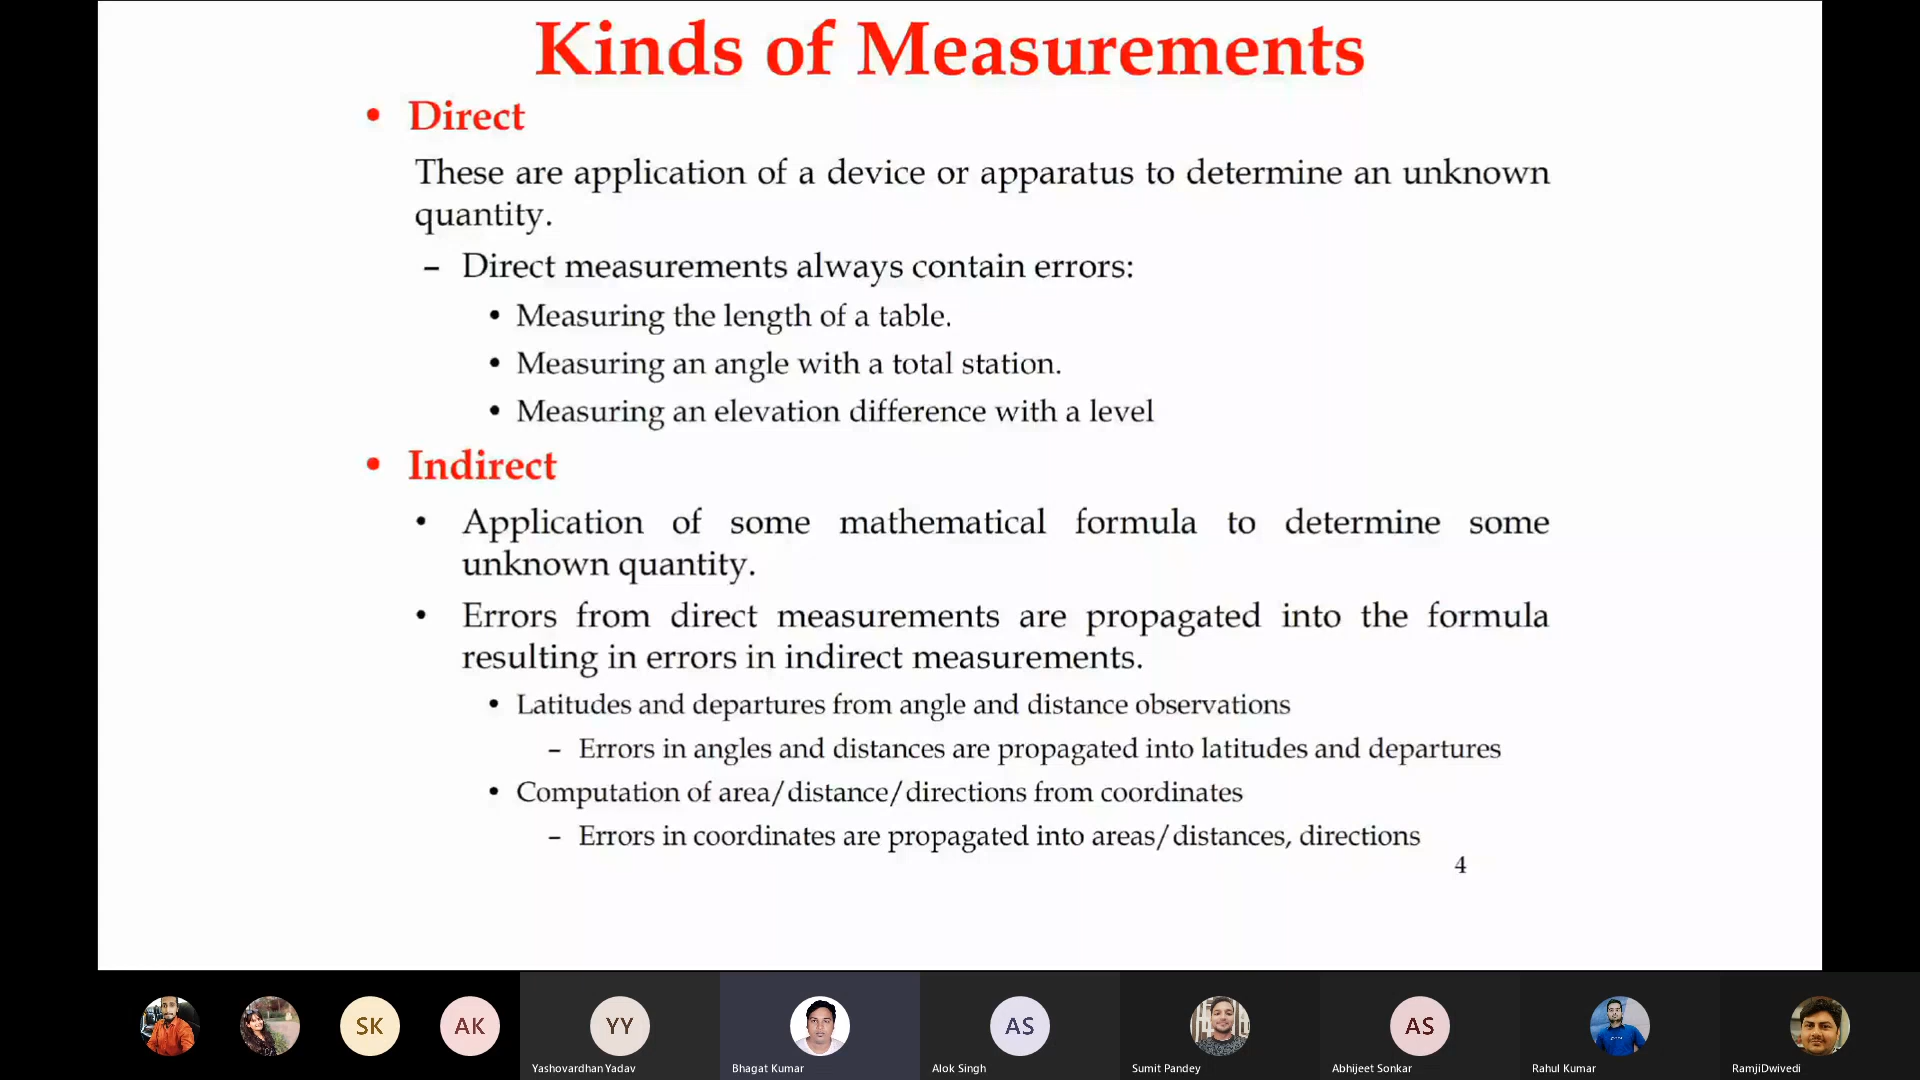 Kinds of Measurements
• Direct
These are application of a device or apparatus to determine an unknown
quantity.
– Direct measurements always contain errors:
• Measuring the length of a table.
• Measuring an angle with a total station.
• Measuring an elevation difference with a level
• Indirect
• Application of some mathematical formula to determine some
unknown quantity.
• Errors from direct measurements are propagated into the formula
resulting in errors in indirect measurements.
• Latitudes and departures from angle and distance observations
– Errors in angles and distances are propagated into latitudes and departures
• Computation of area/distance/directions from coordinates
– Errors in coordinates are propagated into areas/distances, directions
4
SK
AK
YY
AS
AS
Yashovardhan Yadav
Bhagat Kumar
Alok Singh
Sumit Pandey
Abhijeet Sonkar
Rahul Kumar
RamjiDwivedi